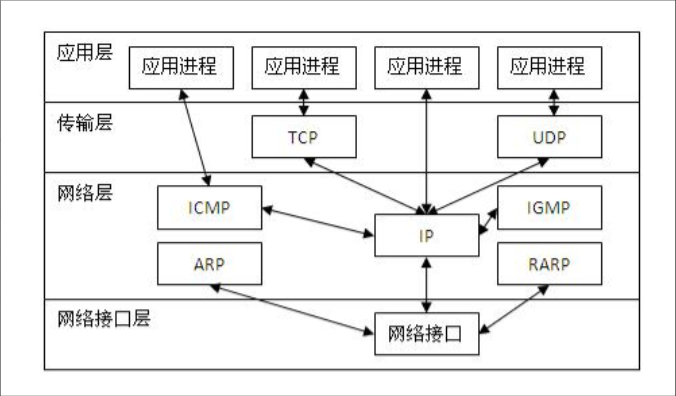 应用层
应用进程 应用进程 应用进程 应用进程
传输层
TCP UDP
网络层
ICMP IGMP
IP
ARP RARP
网络接口层
网络接口